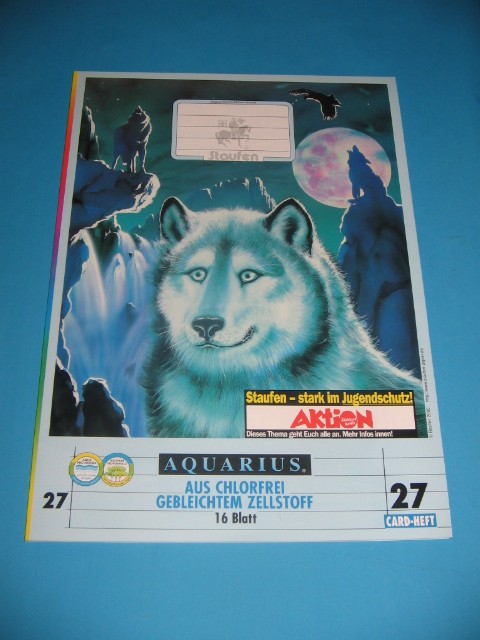 Staufen
Staufen – stark im Jugendschutz!
AKTiON
Dieses Thema geht Euch alle an. Mehr Infos innen!
AQUARIUS®
AUS CHLORFREI
GEBLEICHTEM ZELLSTOFF
16 Blatt
27
27
CARD-HEFT